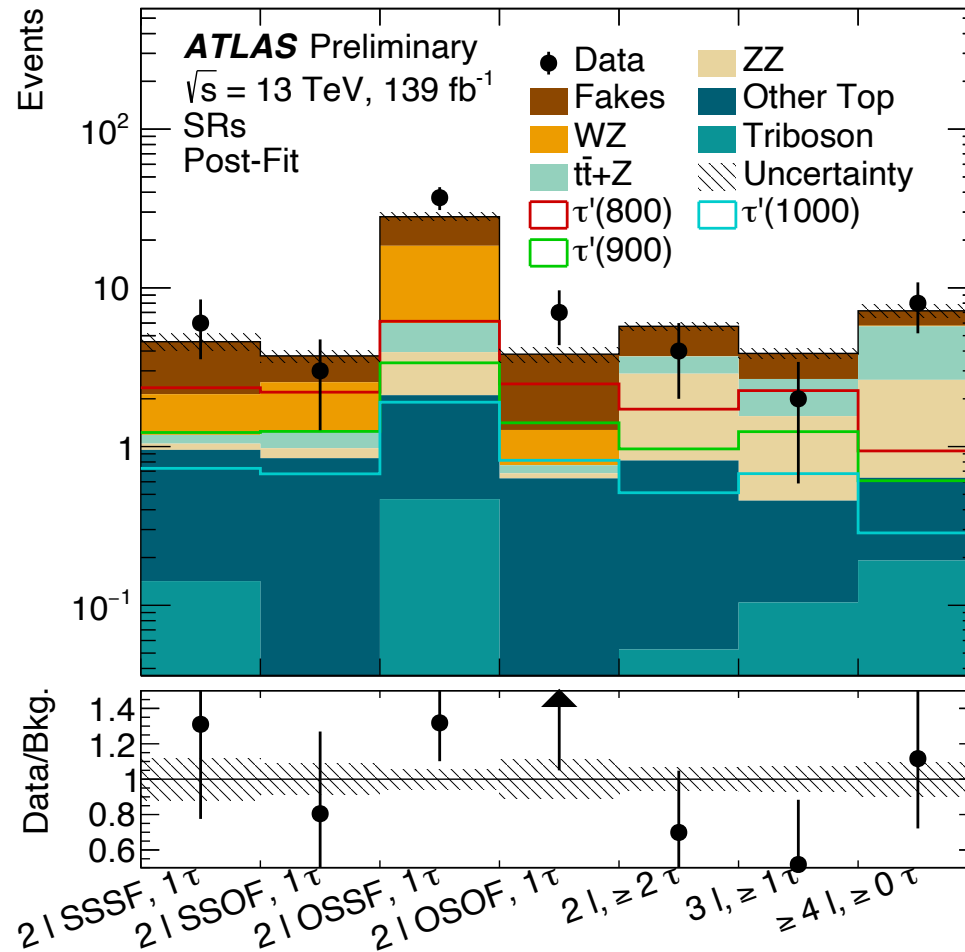 Events
ATLAS Preliminary
√s = 13 TeV, 139 fb⁻¹
SRs
Post-Fit
Data
ZZ
Fakes
Other Top
WZ
Triboson
tt̄+Z
Uncertainty
τ'(800)
τ'(1000)
τ'(900)
10²
10
1
10⁻¹
Data/Bkg.
1.4
1.2
1
0.8
0.6
2 l SSSF, 1 τ
2 l SSOF, 1 τ
2 l OSSF, 1 τ
2 l OSOF, 1 τ
2 l, ≥ 2 τ
3 l, ≥ 1 τ
≥ 4 l, ≥ 0 τ